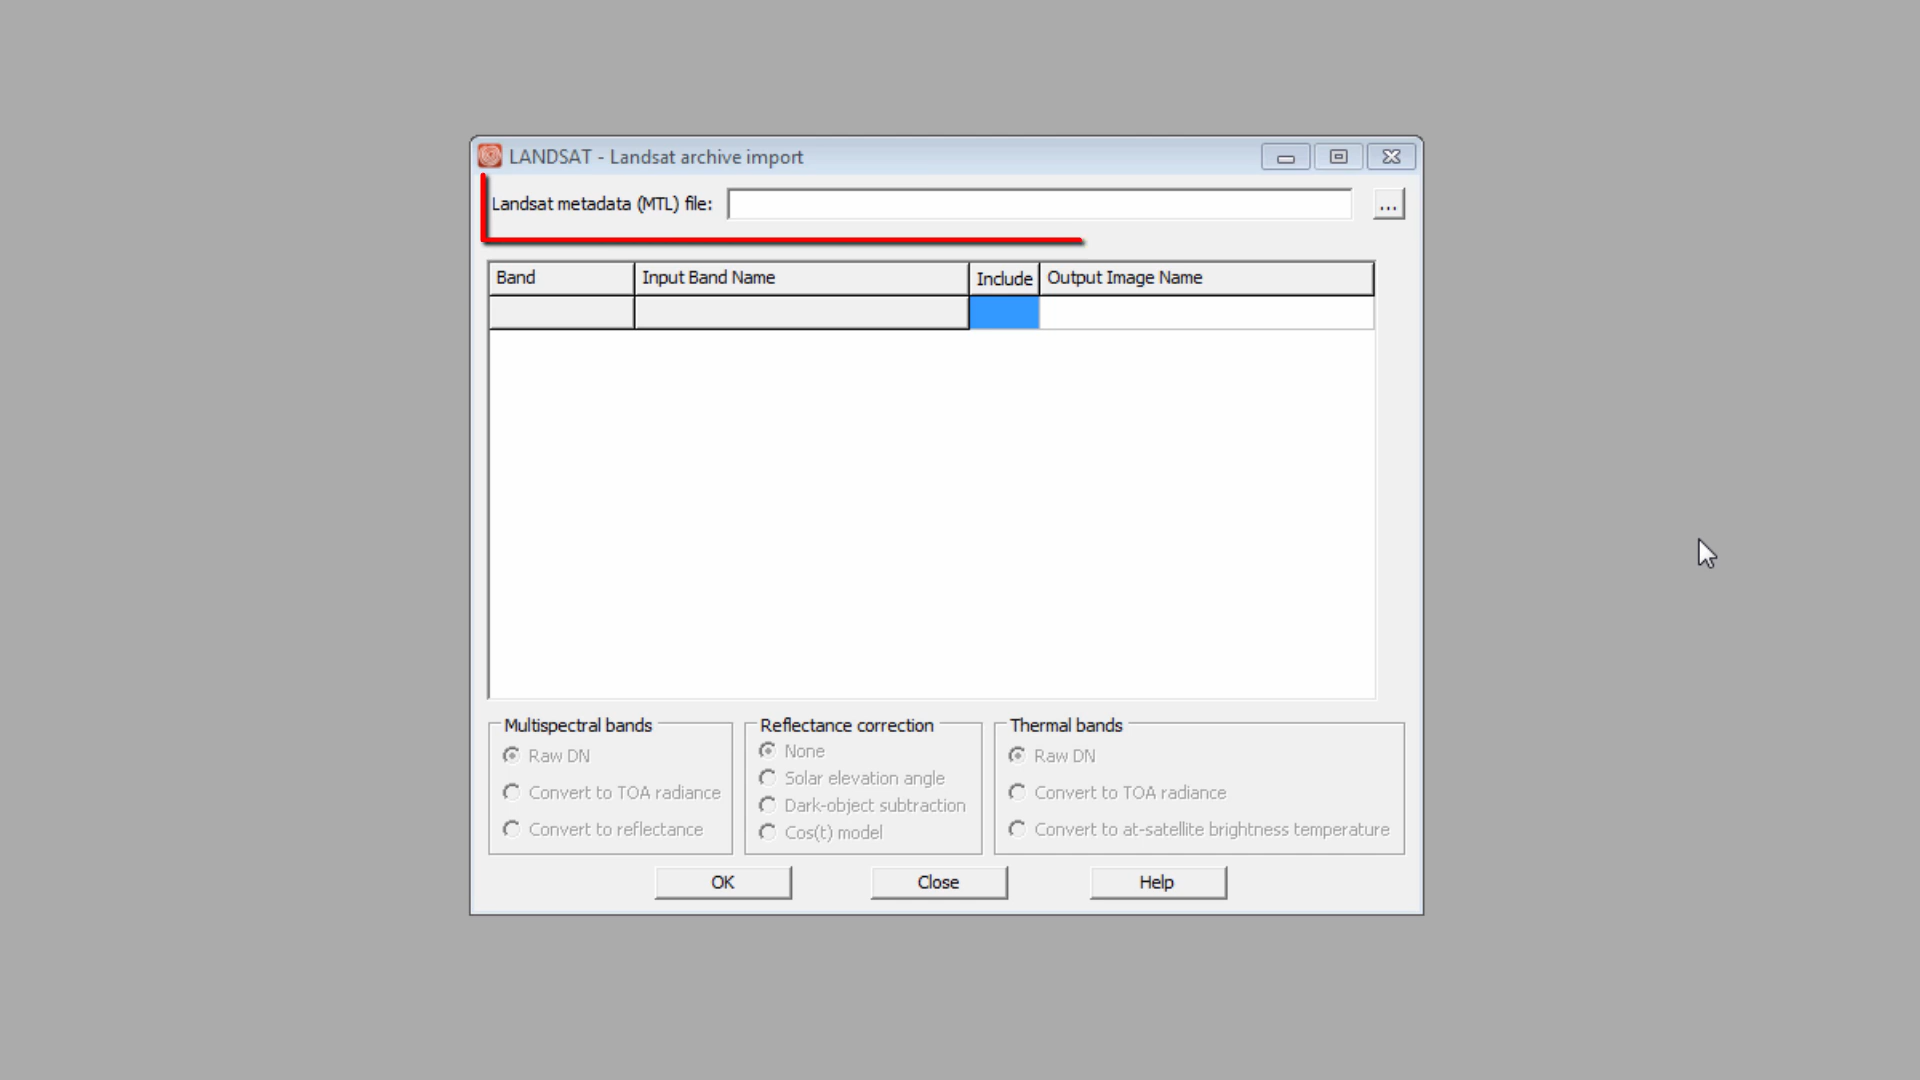 LANDSAT - Landsat archive import
Landsat metadata (MTL) file:
...
Band Input Band Name Include Output Image Name
Multispectral bands
Raw DN
Convert to TOA radiance
Convert to reflectance
Reflectance correction
None
Solar elevation angle
Dark-object subtraction
Cos(t) model
Thermal bands
Raw DN
Convert to TOA radiance
Convert to at-satellite brightness temperature
OK Close Help